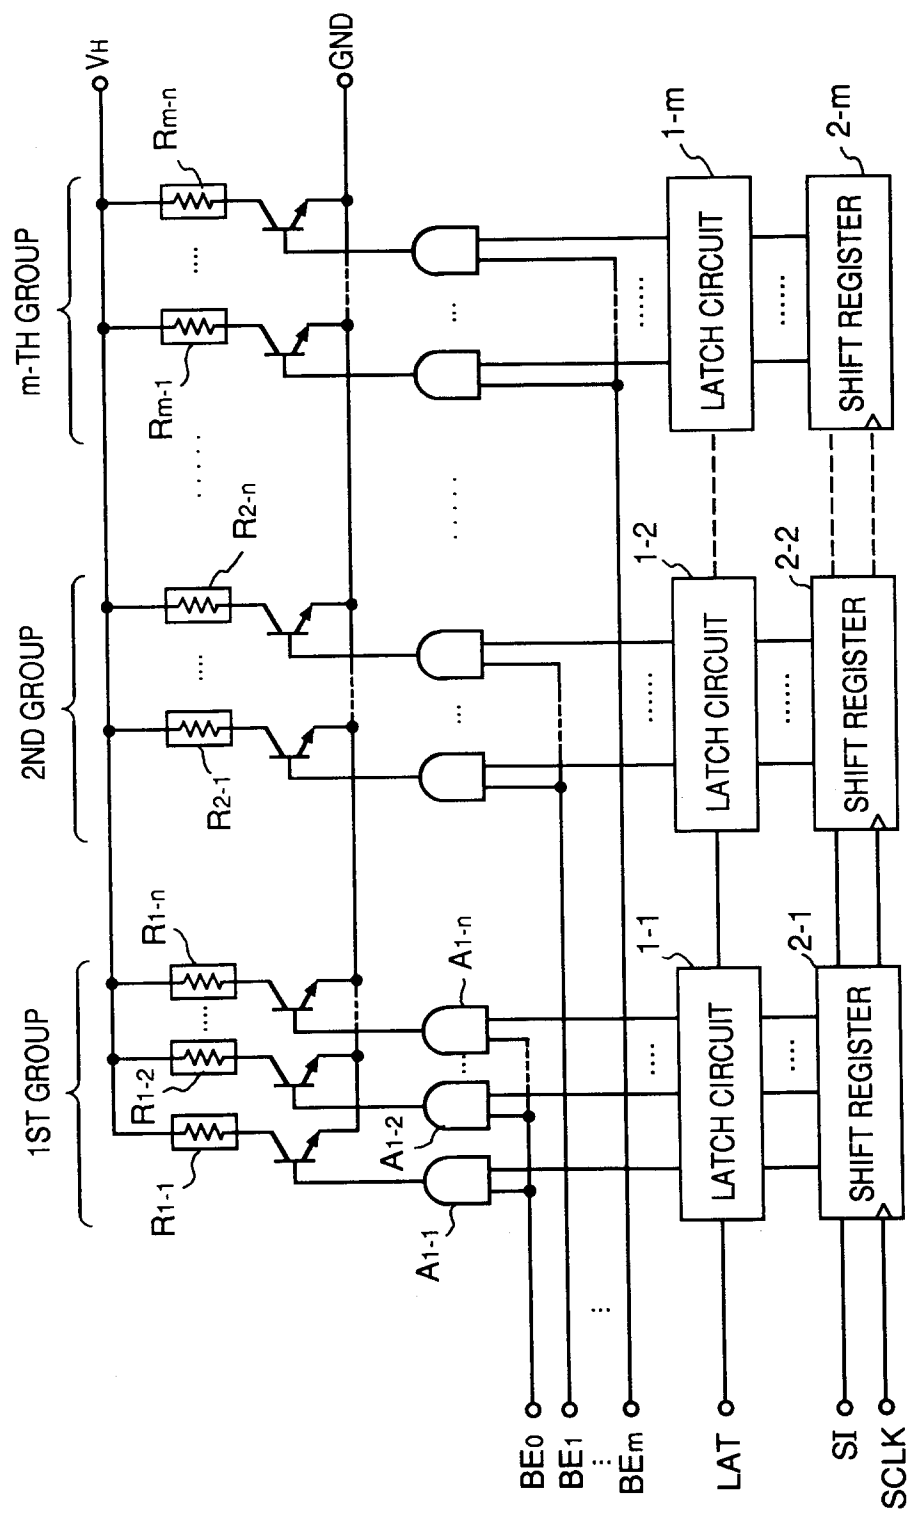 1ST GROUP
2ND GROUP
m-TH GROUP
VH
R1-1
R1-2
R1-n
R2-1
R2-n
Rm-1
Rm-n
GND
A1-1
A1-2
A1-n
BE0
BE1
BEm
1-1
1-2
1-m
LAT
LATCH CIRCUIT
LATCH CIRCUIT
LATCH CIRCUIT
2-1
2-2
2-m
SI
SCLK
SHIFT REGISTER
SHIFT REGISTER
SHIFT REGISTER